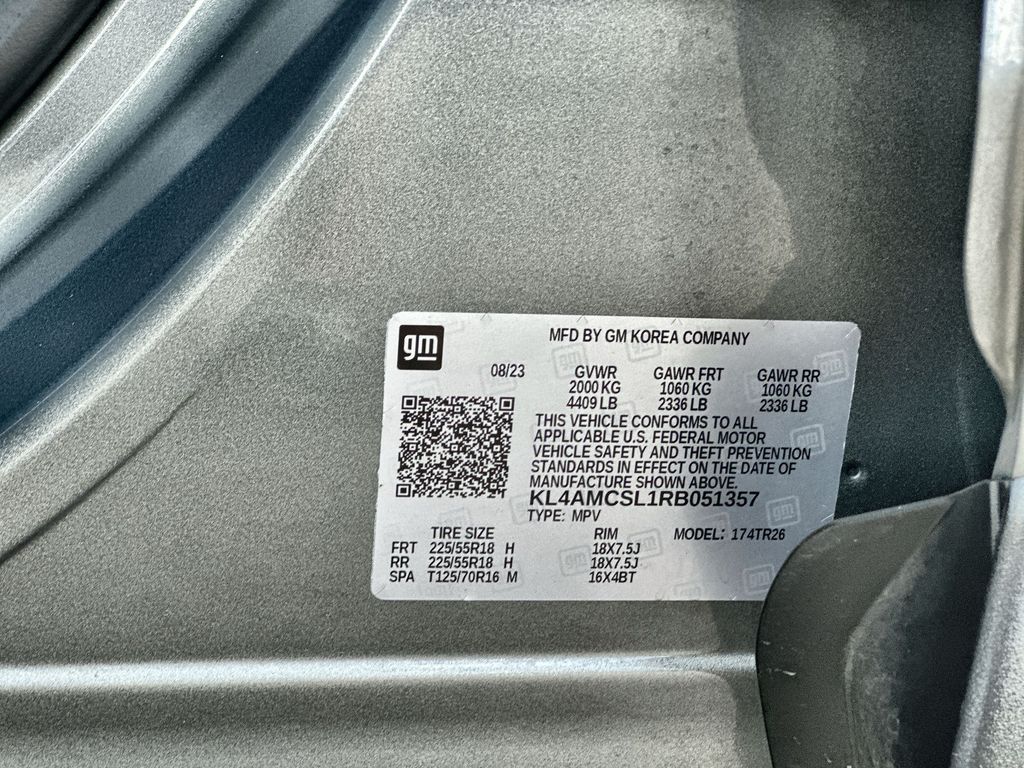 gm
MFD BY GM KOREA COMPANY
08/23 GVWR GAWR FRT GAWR RR
2000 KG 1060 KG 1060 KG
4409 LB 2336 LB 2336 LB
THIS VEHICLE CONFORMS TO ALL
APPLICABLE U.S. FEDERAL MOTOR
VEHICLE SAFETY AND THEFT PREVENTION
STANDARDS IN EFFECT ON THE DATE OF
MANUFACTURE SHOWN ABOVE.
KL4AMCSL1RB051357
TYPE: MPV
TIRE SIZE RIM MODEL: 174TR26
FRT 225/55R18 H 18X7.5J
RR 225/55R18 H 18X7.5J
SPA T125/70R16 M 16X4BT